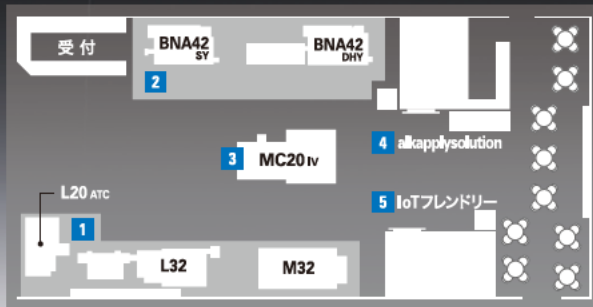 受付
BNA42
SY
BNA42
DHY
2
3 MC20 IV
4 alkapplysolution
5 IoTフレンドリー
L20 ATC
1
L32
M32